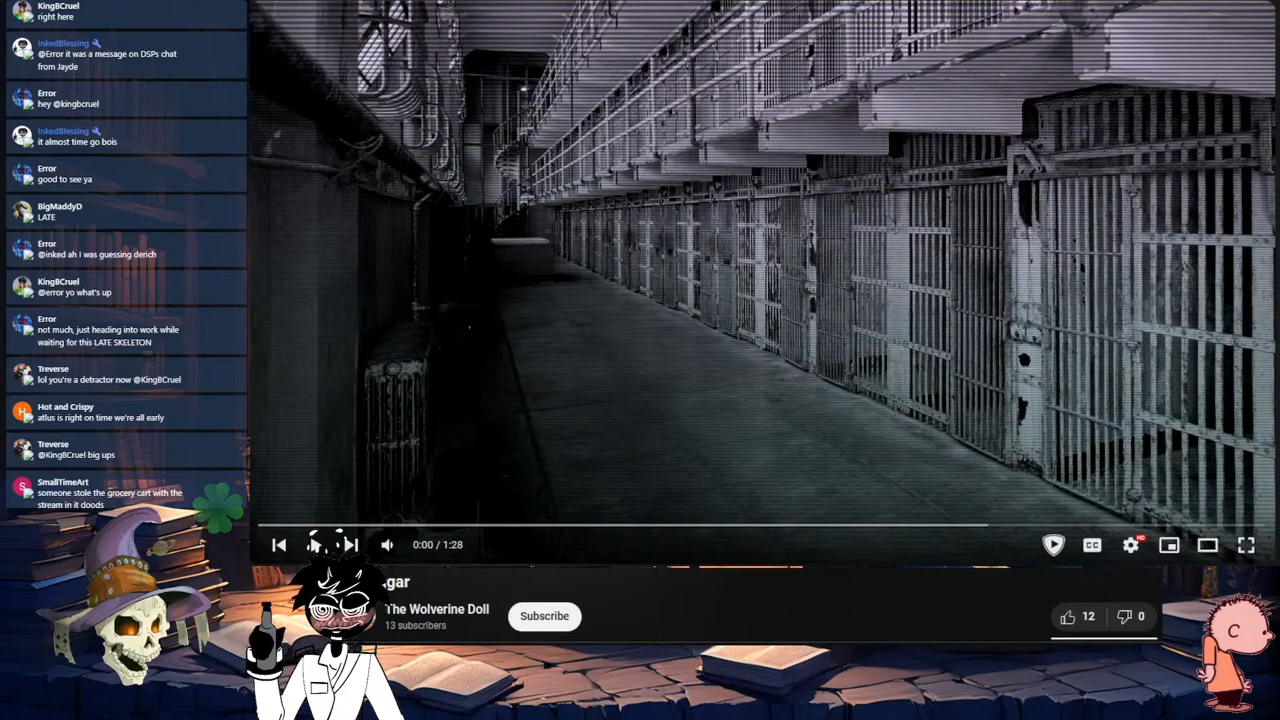 KingBCruel
right here
InkedBlessing
@Error it was a message on DSPs chat
from Jayde
Error
hey @kingbcruel
InkedBlessing
it almost time go bois
Error
good to see ya
BigMaddyD
LATE
Error
@inked ah I was guessing derich
KingBCruel
@error yo what's up
Error
not much, just heading into work while
waiting for this LATE SKELETON
Treverse
lol you're a detractor now @KingBCruel
Hot and Crispy
atlus is right on time we're all early
Treverse
@KingBCruel big ups
SmallTimeArt
someone stole the grocery cart with the
stream in it doods
0:00 / 1:28
CC
HD
gar
The Wolverine Doll
13 subscribers
Subscribe
12
0